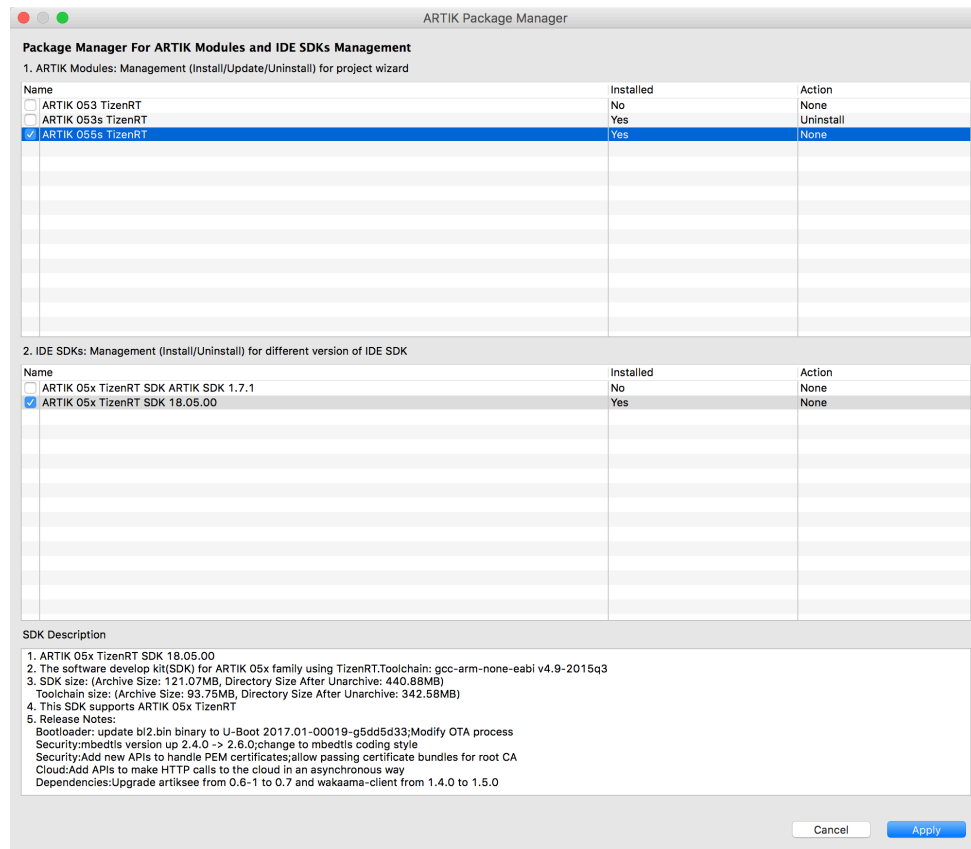 ARTIK Package Manager
Package Manager For ARTIK Modules and IDE SDKs Management
1. ARTIK Modules: Management (Install/Update/Uninstall) for project wizard
Name Installed Action
ARTIK 053 TizenRT No None
ARTIK 053s TizenRT Yes Uninstall
ARTIK 055s TizenRT Yes None
2. IDE SDKs: Management (Install/Uninstall) for different version of IDE SDK
Name Installed Action
ARTIK 05x TizenRT SDK ARTIK SDK 1.7.1 No None
ARTIK 05x TizenRT SDK 18.05.00 Yes None
SDK Description
1. ARTIK 05x TizenRT SDK 18.05.00
2. The software develop kit(SDK) for ARTIK 05x family using TizenRT.Toolchain: gcc-arm-none-eabi v4.9-2015q3
3. SDK size: (Archive Size: 121.07MB, Directory Size After Unarchive: 440.88MB)
Toolchain size: (Archive Size: 93.75MB, Directory Size After Unarchive: 342.58MB)
4. This SDK supports ARTIK 05x TizenRT
5. Release Notes:
Bootloader: update bl2.bin binary to U-Boot 2017.01-00019-g5dd5d33;Modify OTA process
Security:mbedtls version up 2.4.0 -> 2.6.0;change to mbedtls coding style
Security:Add new APIs to handle PEM certificates;allow passing certificate bundles for root CA
Cloud:Add APIs to make HTTP calls to the cloud in an asynchronous way
Dependencies:Upgrade artiksee from 0.6-1 to 0.7 and wakaama-client from 1.4.0 to 1.5.0
Cancel Apply